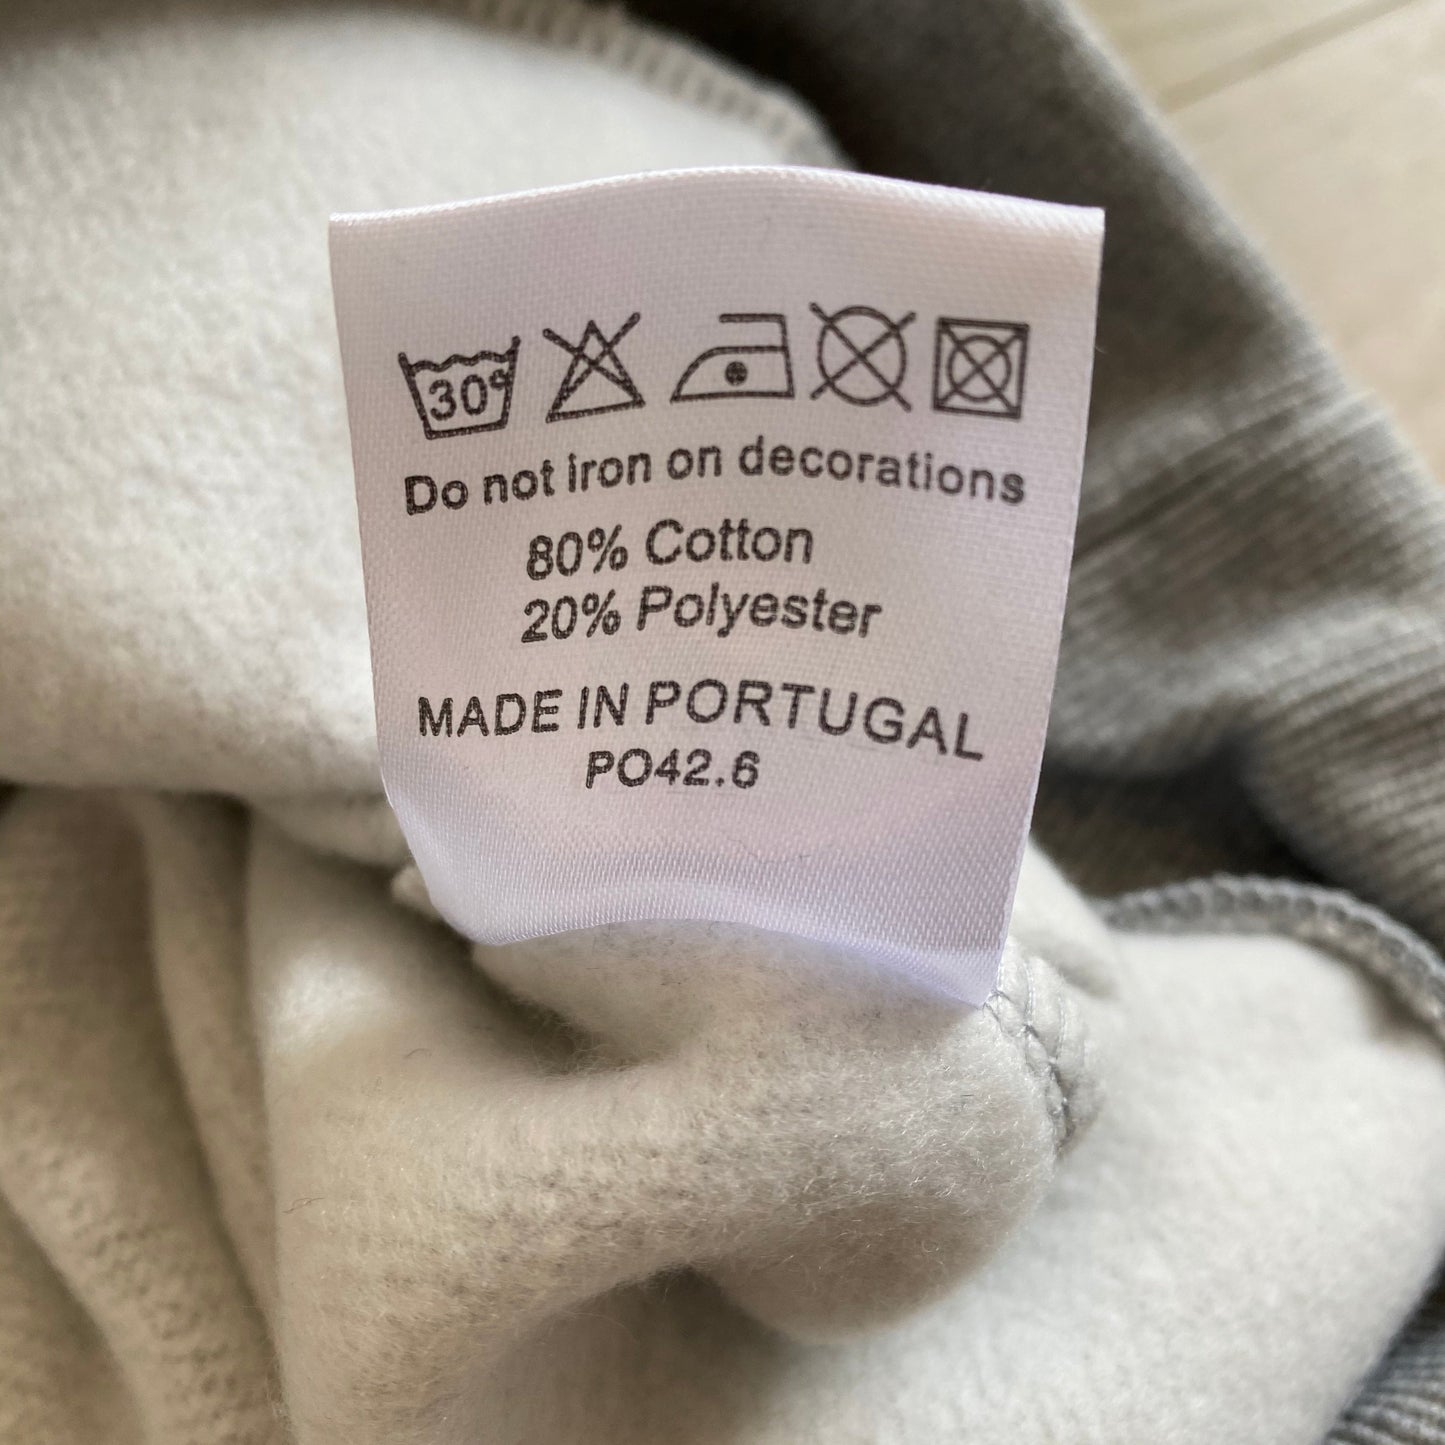 30°
Do not iron on decorations
80% Cotton
20% Polyester
MADE IN PORTUGAL
PO42.6